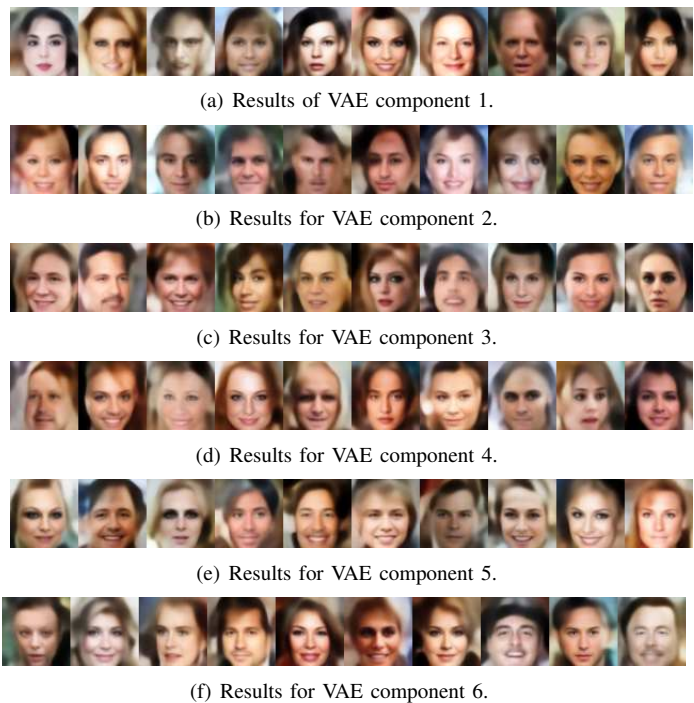 (a) Results of VAE component 1.
(b) Results for VAE component 2.
(c) Results for VAE component 3.
(d) Results for VAE component 4.
(e) Results for VAE component 5.
(f) Results for VAE component 6.